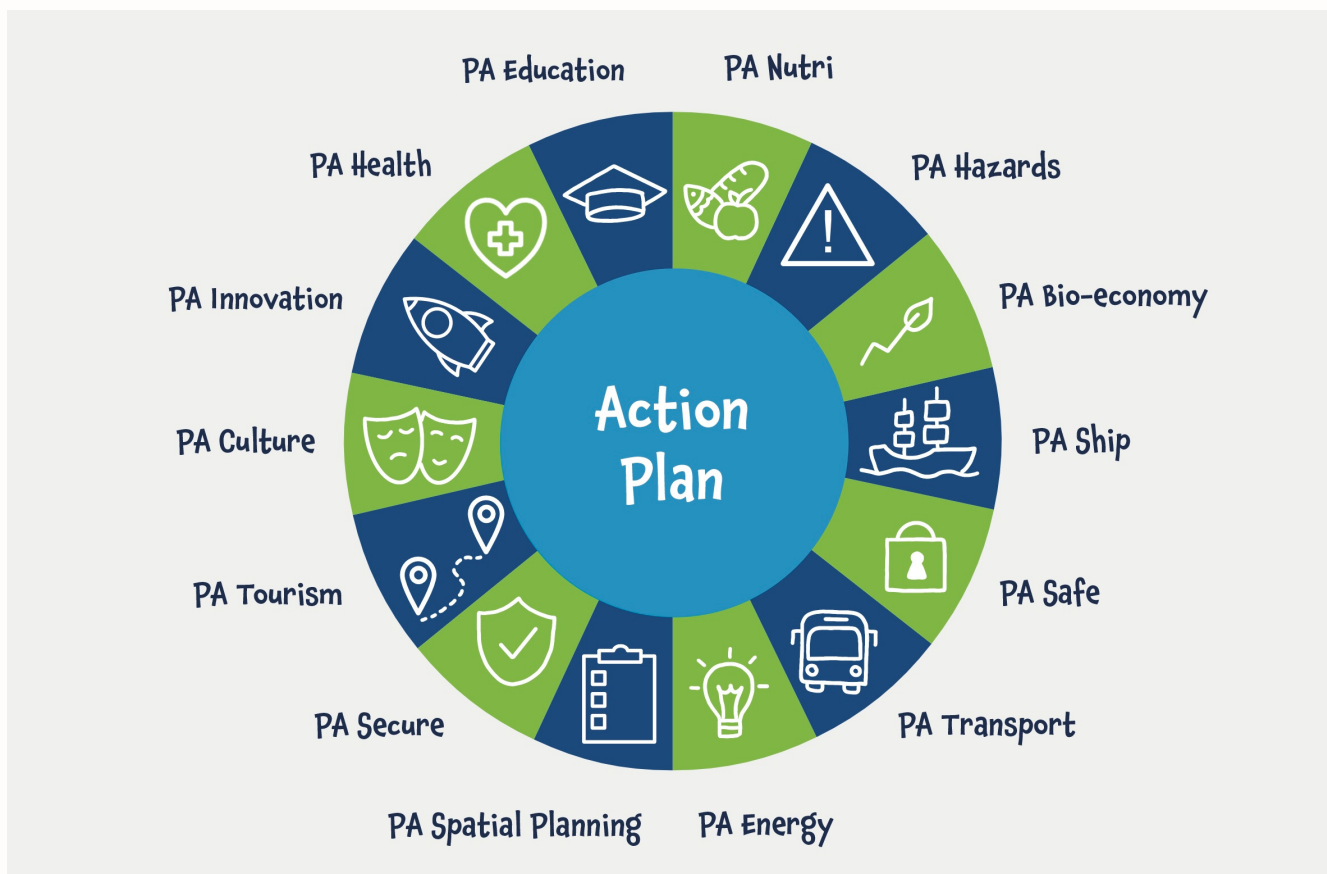 PA Education
PA Nutri
PA Health
PA Hazards
PA Innovation
PA Bio-economy
Action
Plan
PA Culture
PA Ship
PA Tourism
PA Safe
PA Secure
PA Transport
PA Spatial Planning
PA Energy